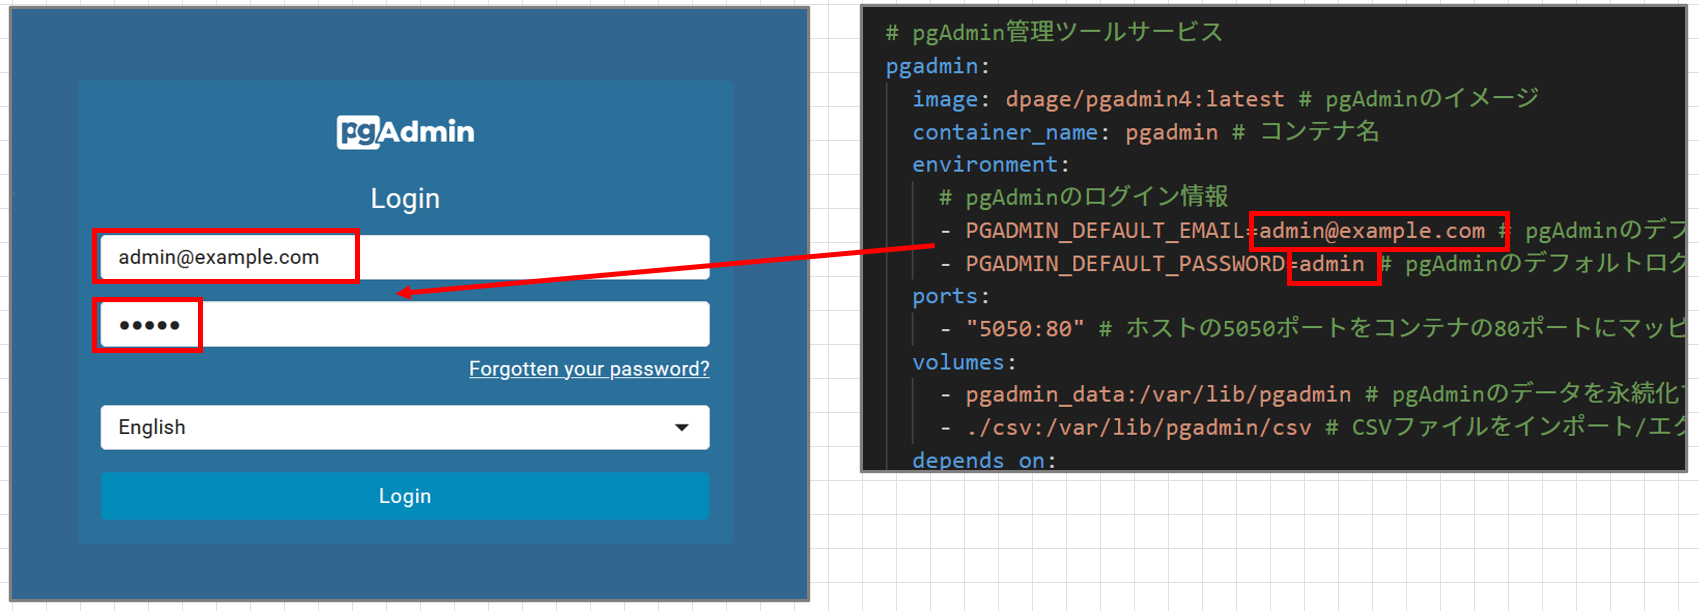 pgAdmin
Login
admin@example.com
●●●●●
Forgotten your password?
English
Login
# pgAdmin管理ツールサービス
pgadmin:
image: dpage/pgadmin4:latest # pgAdminのイメージ
container_name: pgadmin # コンテナ名
environment:
# pgAdminのログイン情報
- PGADMIN_DEFAULT_EMAIL=admin@example.com # pgAdminのデフ
- PGADMIN_DEFAULT_PASSWORD=admin # pgAdminのデフォルトログ
ports:
- "5050:80" # ホストの5050ポートをコンテナの80ポートにマッピ
volumes:
- pgadmin_data:/var/lib/pgadmin # pgAdminのデータを永続化
- ./csv:/var/lib/pgadmin/csv # CSVファイルをインポート/エク
depends_on: